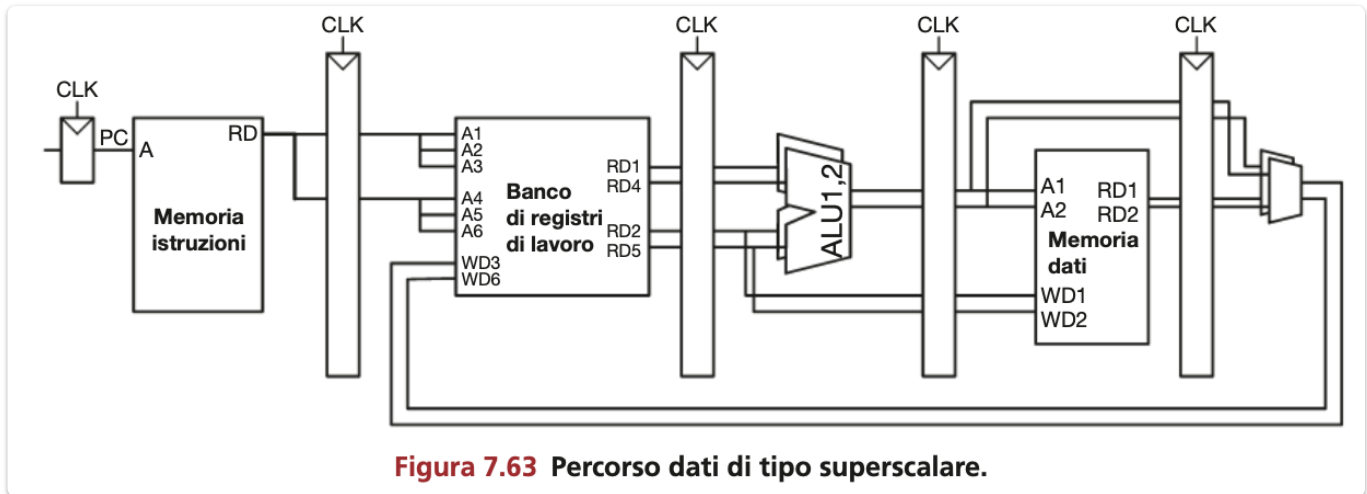 CLK
CLK
CLK
CLK
CLK
PC
A
RD
Memoria
istruzioni
A1
A2
A3
A4
A5
A6
WD3
WD6
Banco
di registri
di lavoro
RD1
RD4
RD2
RD5
ALU1,2
A1
A2
RD1
RD2
Memoria
dati
WD1
WD2
Figura 7.63 Percorso dati di tipo superscalare.